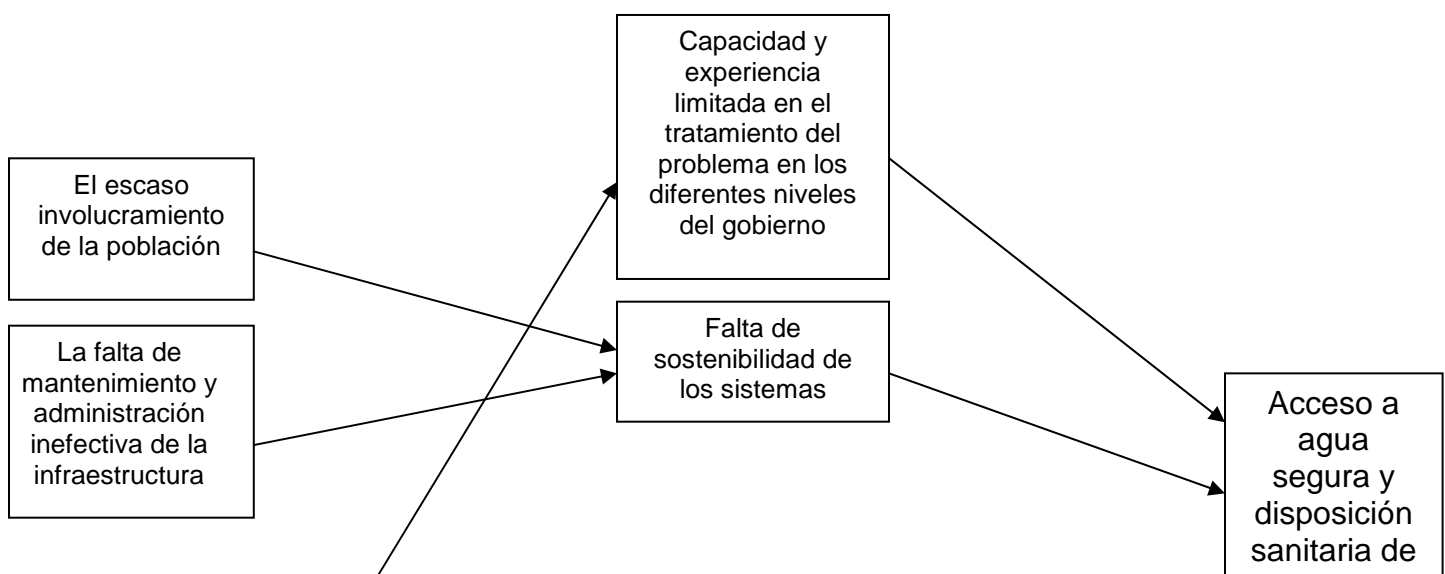 Capacidad y
experiencia
limitada en el
tratamiento del
problema en los
diferentes niveles
del gobierno
El escaso
involucramiento
de la población
Falta de
sostenibilidad de
los sistemas
La falta de
mantenimiento y
administración
inefectiva de la
infraestructura
Acceso a
agua
segura y
disposición
sanitaria de